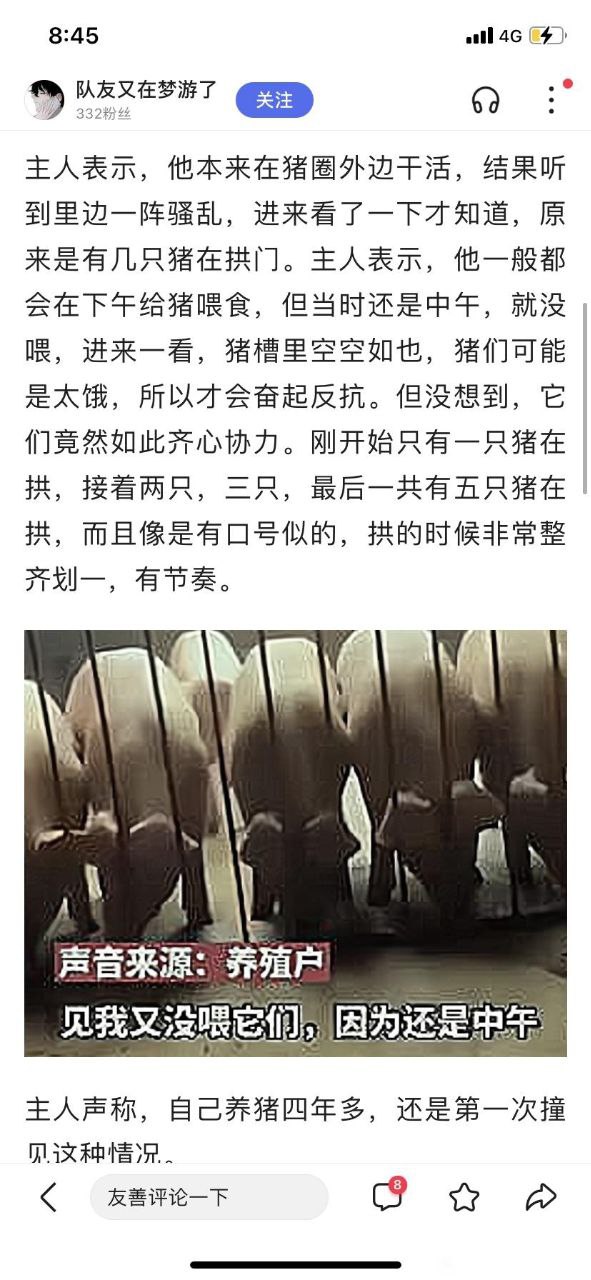 8:45
4G
队友又在梦游了
332粉丝
关注
主人表示，他本来在猪圈外边干活，结果听
到里边一阵骚乱，进来看了一下才知道，原
来是有几只猪在拱门。主人表示，他一般都
会在下午给猪喂食，但当时还是中午，就没
喂，进来一看，猪槽里空空如也，猪们可能
是太饿，所以才会奋起反抗。但没想到，它
们竟然如此齐心协力。刚开始只有一只猪在
拱，接着两只，三只，最后一共有五只猪在
拱，而且像是有口号似的，拱的时候非常整
齐划一，有节奏。
声音来源：养殖户
见我又没喂它们，因为还是中午
主人声称，自己养猪四年多，还是第一次撞
见这种情况。
友善评论一下
8